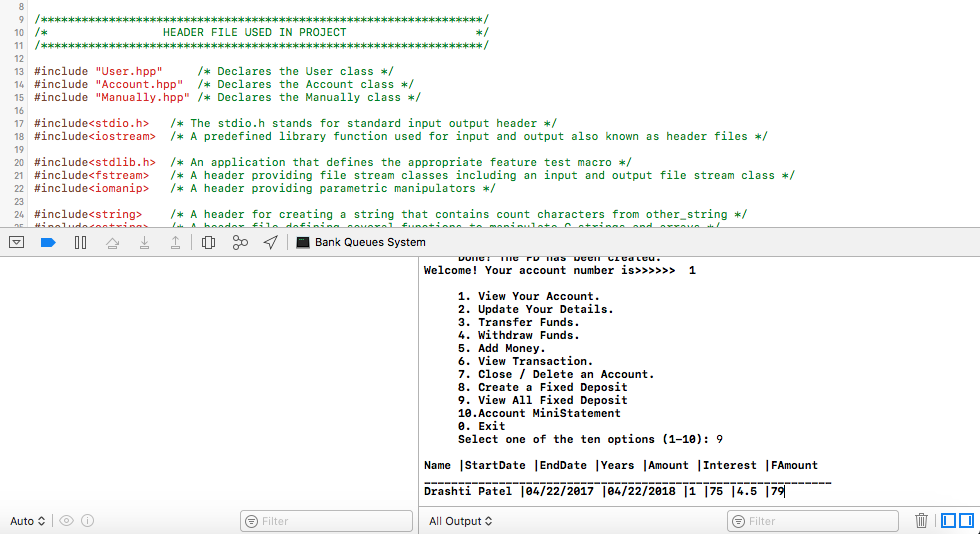 8
9 /*****************************************************************/
10 /* HEADER FILE USED IN PROJECT */
11 /*****************************************************************/
12
13 #include "User.hpp" /* Declares the User class */
14 #include "Account.hpp" /* Declares the Account class */
15 #include "Manually.hpp" /* Declares the Manually class */
16
17 #include<stdio.h> /* The stdio.h stands for standard input output header */
18 #include<iostream> /* A predefined library function used for input and output also known as header files */
19
20 #include<stdlib.h> /* An application that defines the appropriate feature test macro */
21 #include<fstream> /* A header providing file stream classes including an input and output file stream class */
22 #include<iomanip> /* A header providing parametric manipulators */
23
24 #include<string> /* A header for creating a string that contains count characters from other_string */
25 #include<cstring> /* A header file defining several functions to manipulate C strings and arrays */
Bank Queues System
Done! The FD has been created.
Welcome! Your account number is>>>>>> 1
1. View Your Account.
2. Update Your Details.
3. Transfer Funds.
4. Withdraw Funds.
5. Add Money.
6. View Transaction.
7. Close / Delete an Account.
8. Create a Fixed Deposit
9. View All Fixed Deposit
10.Account MiniStatement
0. Exit
Select one of the ten options (1-10): 9
Name |StartDate |EndDate |Years |Amount |Interest |FAmount
____________________________________________________________
Drashti Patel |04/22/2017 |04/22/2018 |1 |75 |4.5 |79
Auto
Filter
All Output
Filter